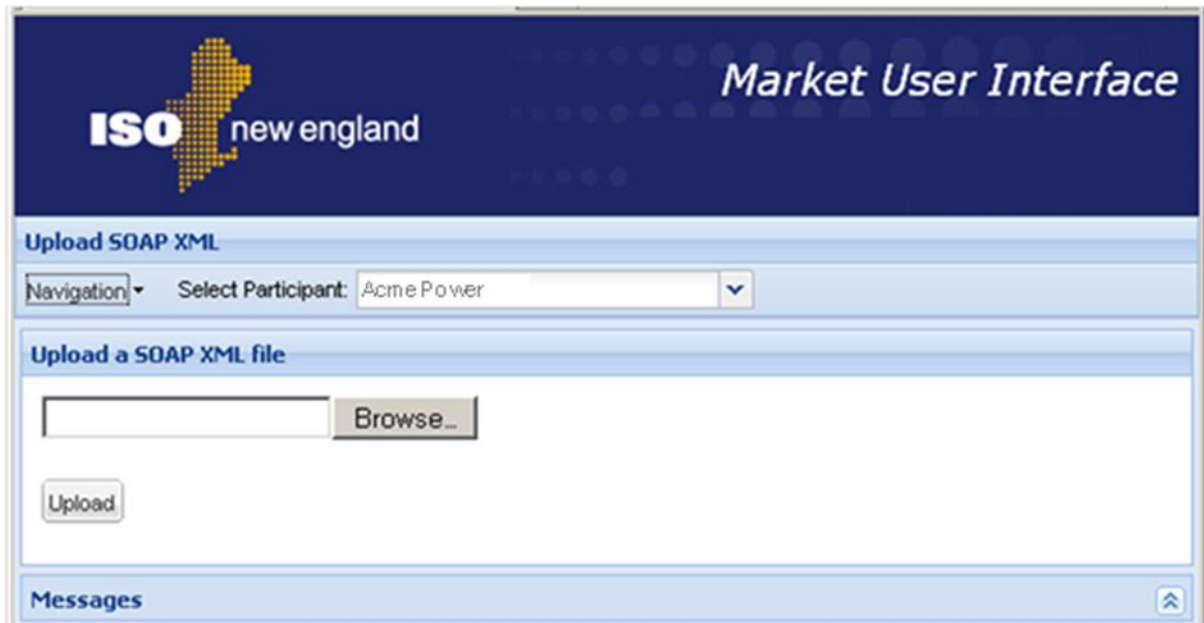 Market User Interface
ISO new england
Upload SOAP XML
Navigation Select Participant: Acme Power
Upload a SOAP XML file
Browse...
Upload
Messages